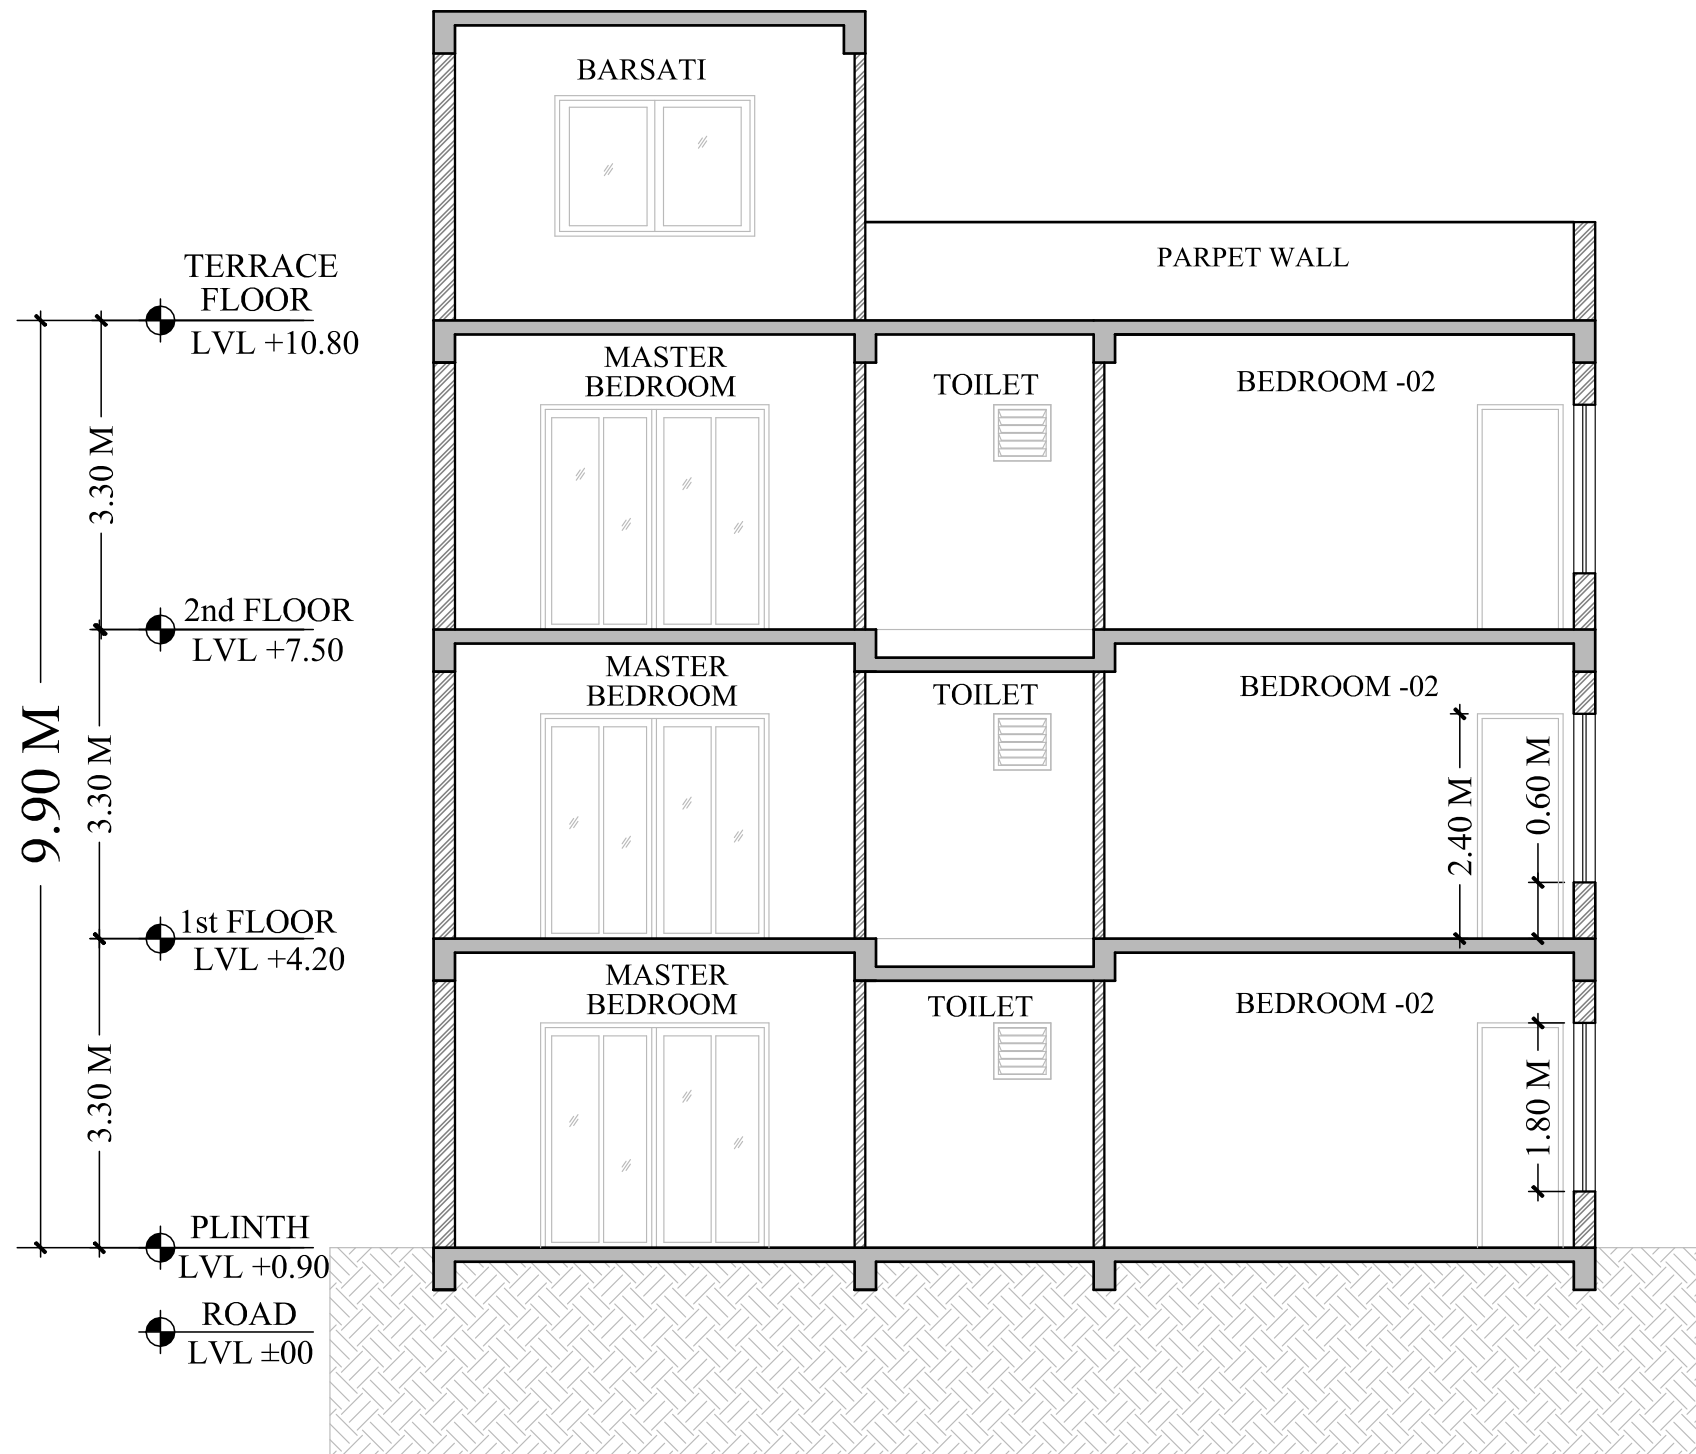 BARSATI
PARPET WALL
TERRACE
FLOOR
LVL +10.80
MASTER
BEDROOM
TOILET
BEDROOM -02
3.30 M
2nd FLOOR
LVL +7.50
MASTER
BEDROOM
TOILET
BEDROOM -02
9.90 M
3.30 M
2.40 M
0.60 M
1st FLOOR
LVL +4.20
MASTER
BEDROOM
TOILET
BEDROOM -02
3.30 M
1.80 M
PLINTH
LVL +0.90
ROAD
LVL ±00